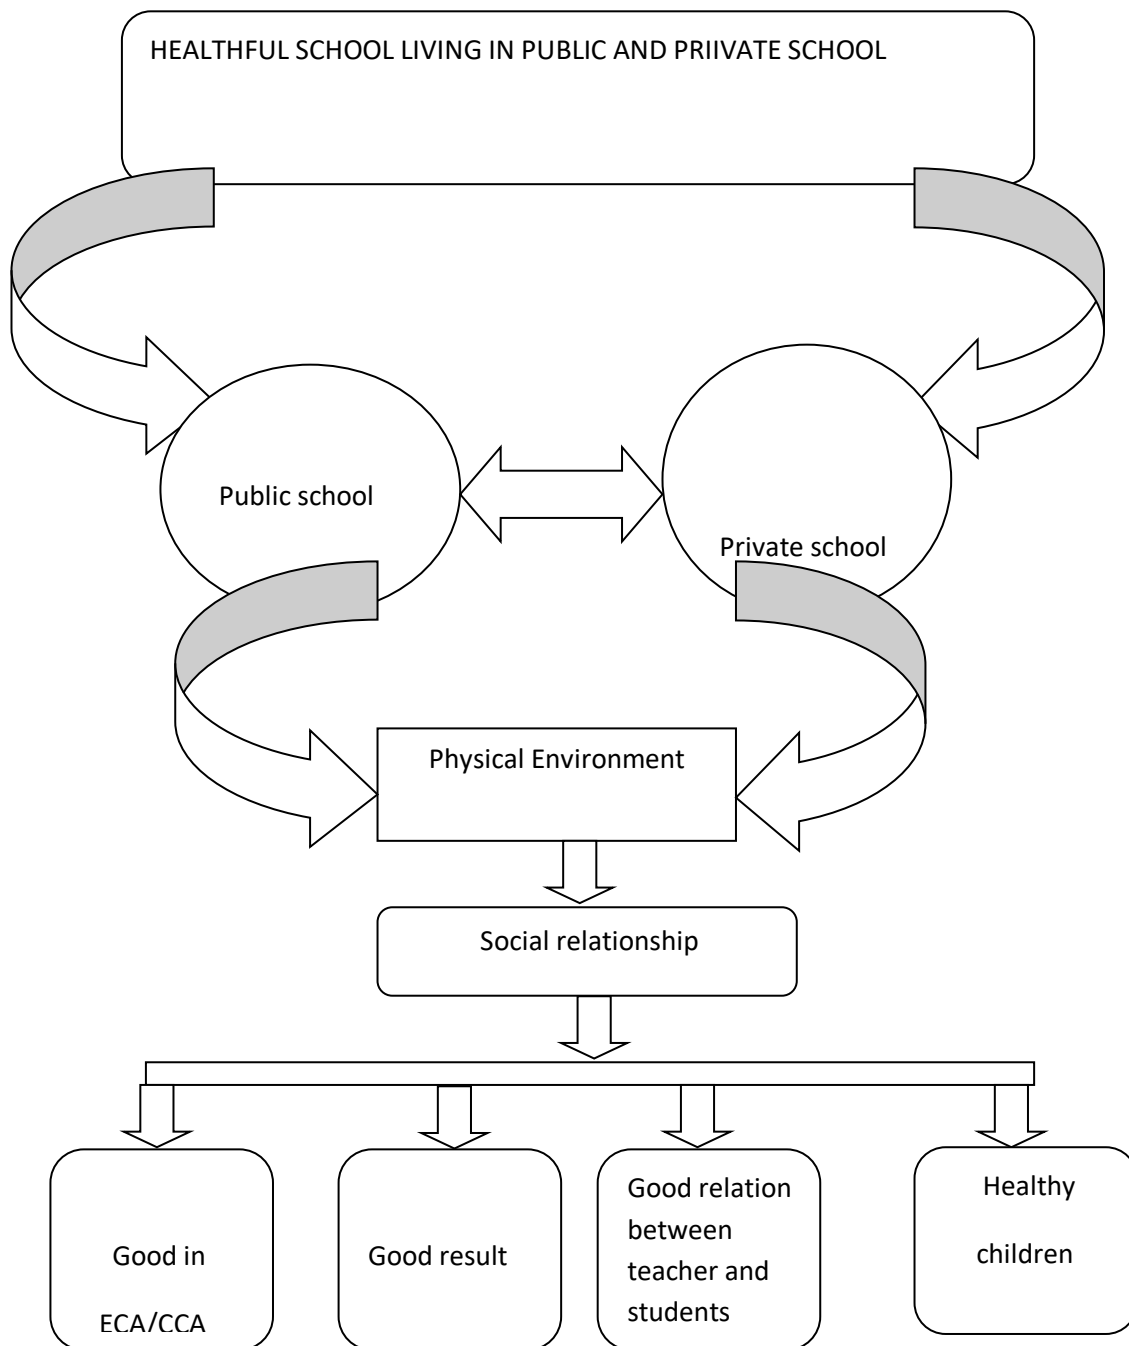 HEALTHFUL SCHOOL LIVING IN PUBLIC AND PRIIVATE SCHOOL
Public school
Private school
Physical Environment
Social relationship
Good in
ECA/CCA
Good result
Good relation
between
teacher and
students
Healthy
children